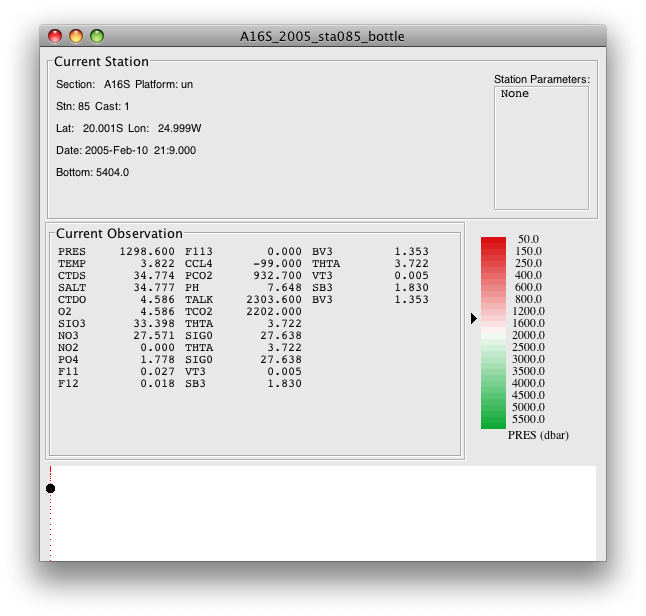 A16S_2005_sta085_bottle
Current Station
Section: A16S Platform: un
Stn: 85 Cast: 1
Lat: 20.001S Lon: 24.999W
Date: 2005-Feb-10 21:9.000
Bottom: 5404.0
Station Parameters:
None
Current Observation
PRES 1298.600 F113 0.000 BV3 1.353
TEMP 3.822 CCL4 -99.000 THTA 3.722
CTDS 34.774 PCO2 932.700 VT3 0.005
SALT 34.777 PH 7.648 SB3 1.830
CTDO 4.586 TALK 2303.600 BV3 1.353
O2 4.586 TCO2 2202.000
SIO3 33.398 THTA 3.722
NO3 27.571 SIG0 27.638
NO2 0.000 THTA 3.722
PO4 1.778 SIG0 27.638
F11 0.027 VT3 0.005
F12 0.018 SB3 1.830
50.0
150.0
250.0
400.0
600.0
800.0
1200.0
1600.0
2000.0
2500.0
3000.0
3500.0
4000.0
4500.0
5000.0
5500.0
PRES (dbar)